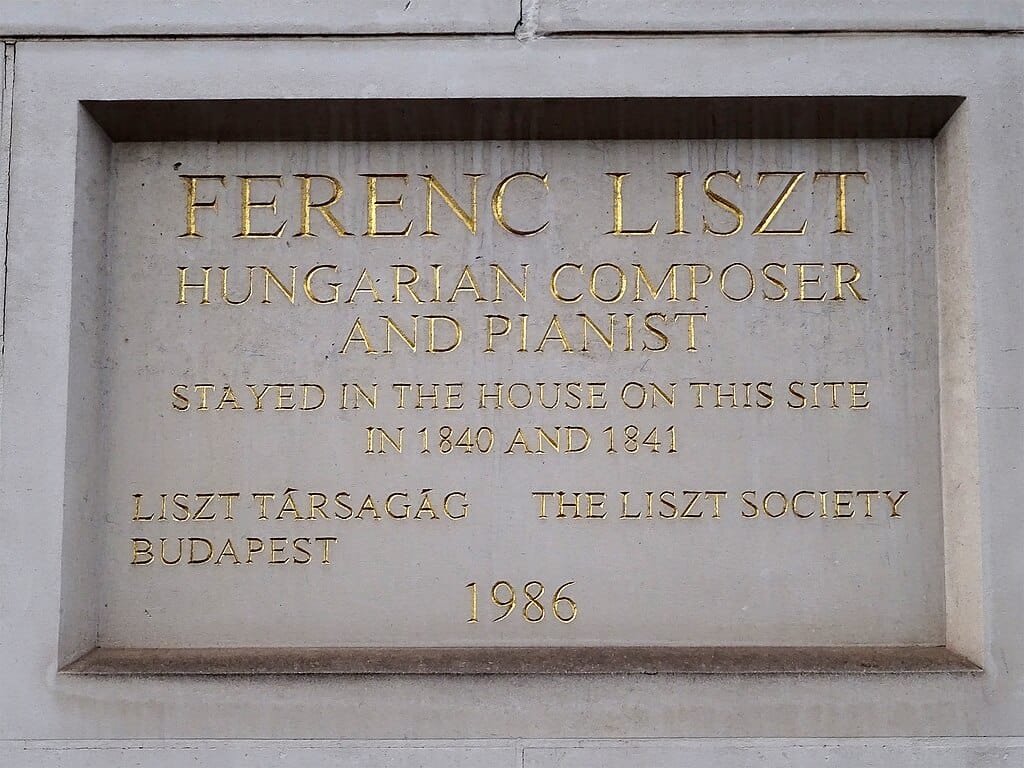 FERENC LISZT
HUNGARIAN COMPOSER
AND PIANIST
STAYED IN THE HOUSE ON THIS SITE
IN 1840 AND 1841
LISZT TÁRSAGÁG THE LISZT SOCIETY
BUDAPEST
1986